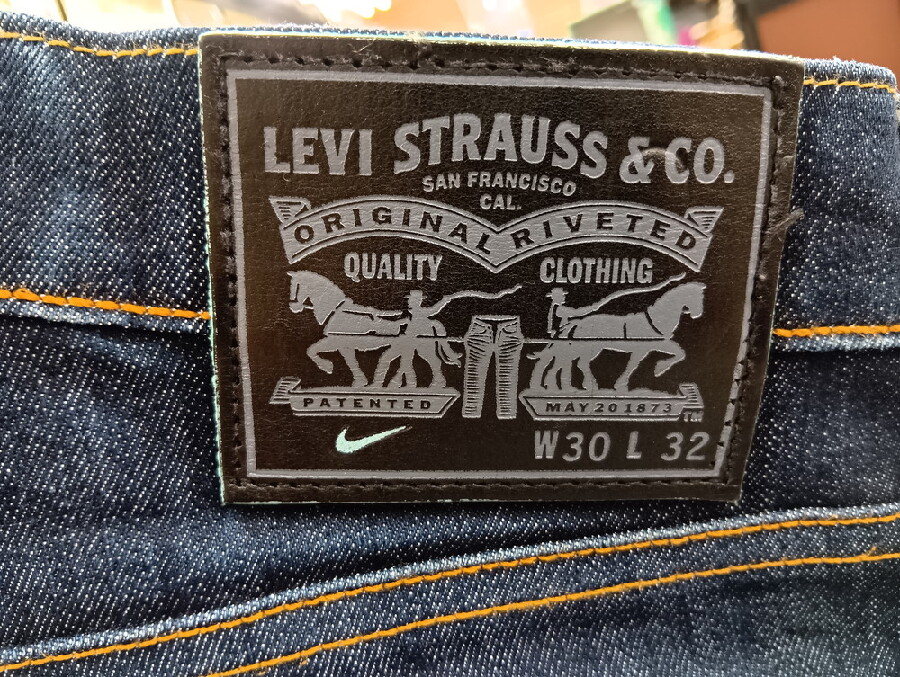 LEVI STRAUSS & CO.
SAN FRANCISCO
CAL.
ORIGINAL RIVETED
QUALITY CLOTHING
PATENTED MAY 20 1873 TM
W30 L 32